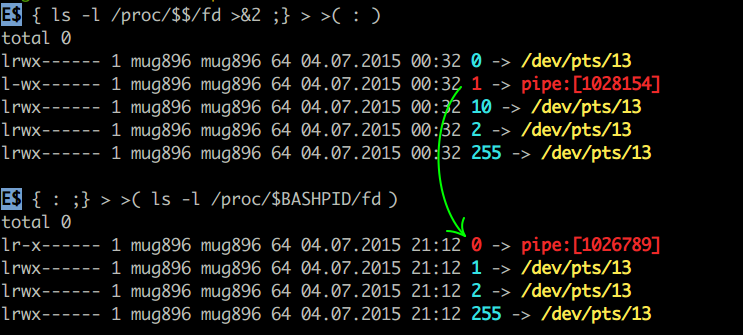 E$ { ls -l /proc/$$/fd >&2 ;} > >( : )
total 0
lrwx------ 1 mug896 mug896 64 04.07.2015 00:32 0 -> /dev/pts/13
l-wx------ 1 mug896 mug896 64 04.07.2015 00:32 1 -> pipe:[1028154]
lrwx------ 1 mug896 mug896 64 04.07.2015 00:32 10 -> /dev/pts/13
lrwx------ 1 mug896 mug896 64 04.07.2015 00:32 2 -> /dev/pts/13
lrwx------ 1 mug896 mug896 64 04.07.2015 00:32 255 -> /dev/pts/13
E$ { : ;} > >( ls -l /proc/$BASHPID/fd )
total 0
lr-x------ 1 mug896 mug896 64 04.07.2015 21:12 0 -> pipe:[1026789]
lrwx------ 1 mug896 mug896 64 04.07.2015 21:12 1 -> /dev/pts/13
lrwx------ 1 mug896 mug896 64 04.07.2015 21:12 2 -> /dev/pts/13
lrwx------ 1 mug896 mug896 64 04.07.2015 21:12 255 -> /dev/pts/13